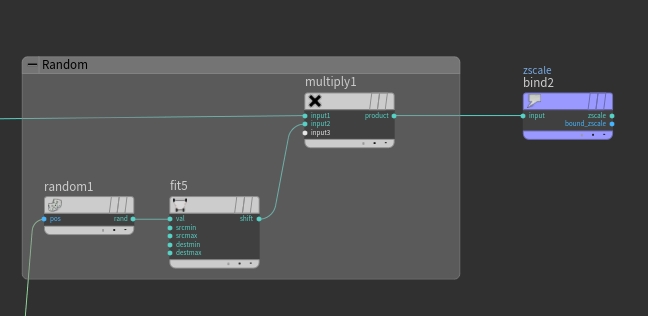 Random
zscale
bind2
multiply1
input1
product
input2
input3
input
zscale
bound_zscale
random1
pos
rand
fit5
val
shift
srcmin
srcmax
destmin
destmax